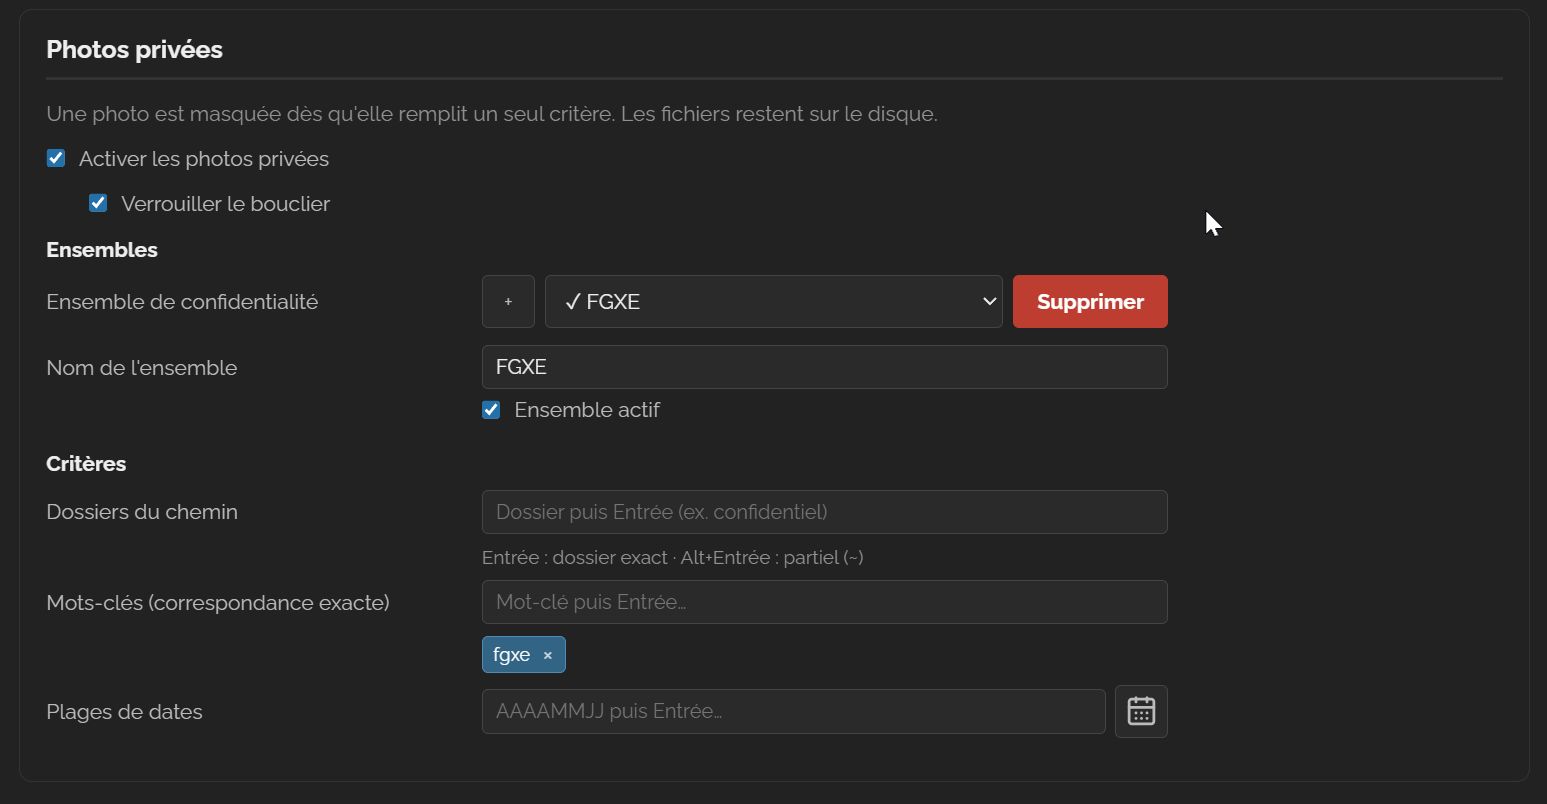 Photos privées
Une photo est masquée dès qu'elle remplit un seul critère. Les fichiers restent sur le disque.
Activer les photos privées
Verrouiller le bouclier
Ensembles
Ensemble de confidentialité + ✓ FGXE Supprimer
Nom de l'ensemble FGXE
Ensemble actif
Critères
Dossiers du chemin Dossier puis Entrée (ex. confidentiel)
Entrée : dossier exact · Alt+Entrée : partiel (~)
Mots-clés (correspondance exacte) Mot-clé puis Entrée…
fgxe ×
Plages de dates AAAAMMJJ puis Entrée…